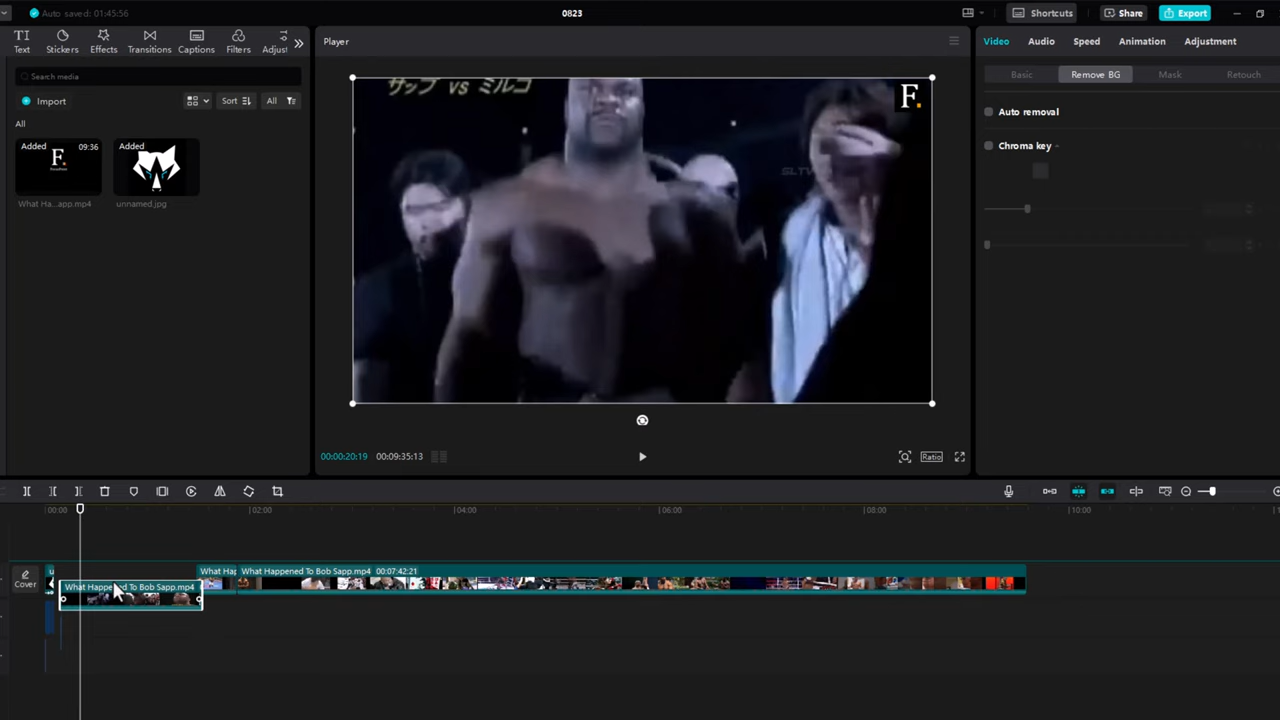 Auto saved: 01:45:56
0823
Shortcuts
Share
Export
Text
Stickers
Effects
Transitions
Captions
Filters
Adjus
Search media
Import
Sort
All
All
Added
09:36
F.
What Ha...app.mp4
Added
unnamed.jpg
Player
サップ vs ミルコ
F.
00:00:20:19
00:09:35:13
Ratio
Video
Audio
Speed
Animation
Adjustment
Basic
Remove BG
Mask
Retouch
Auto removal
Chroma key
00:00
02:00
04:00
06:00
08:00
10:00
Cover
What Happened To Bob Sapp.mp4
What Hap
What Happened To Bob Sapp.mp4
00:07:42:21